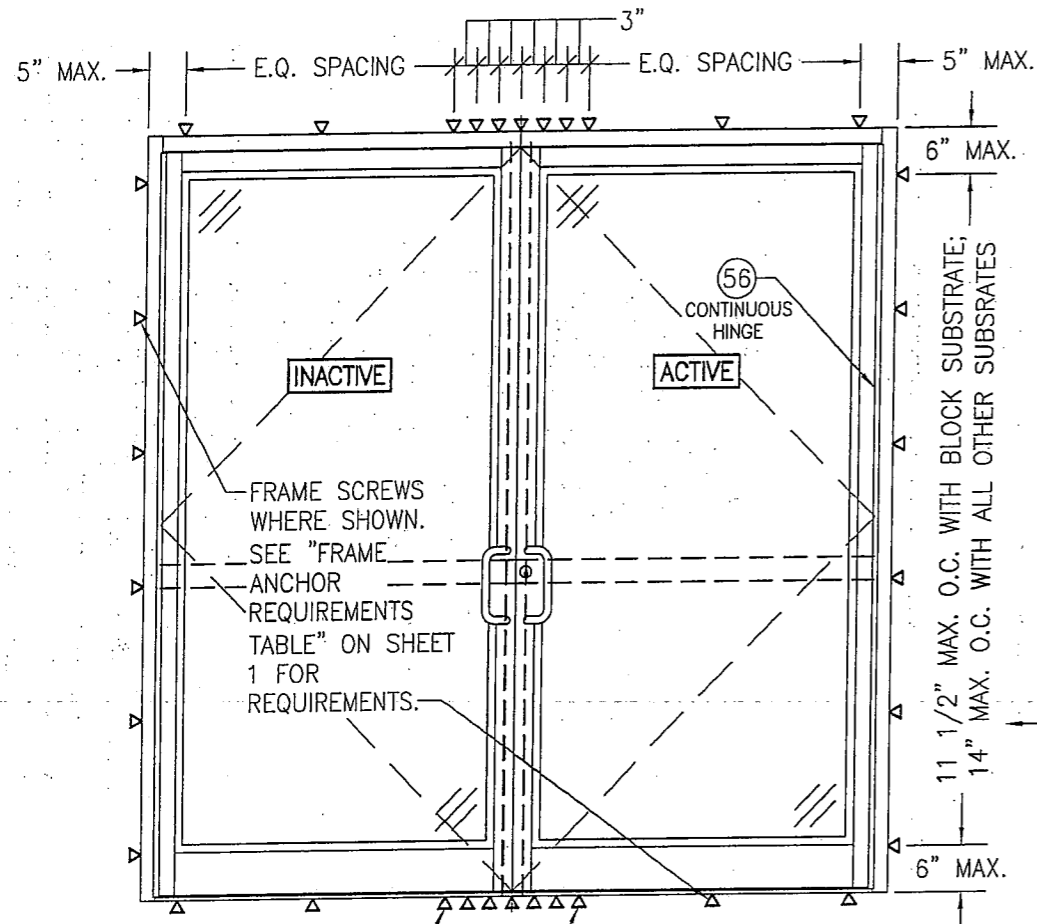 3"
5" MAX.
E.Q. SPACING
E.Q. SPACING
5" MAX.
6" MAX.
56
CONTINUOUS
HINGE
INACTIVE
ACTIVE
11 1/2" MAX. O.C. WITH BLOCK SUBSTRATE;
14" MAX. O.C. WITH ALL OTHER SUBSRATES
FRAME SCREWS
WHERE SHOWN.
SEE "FRAME
ANCHOR
REQUIREMENTS
TABLE" ON SHEET
1 FOR
REQUIREMENTS.
6" MAX.